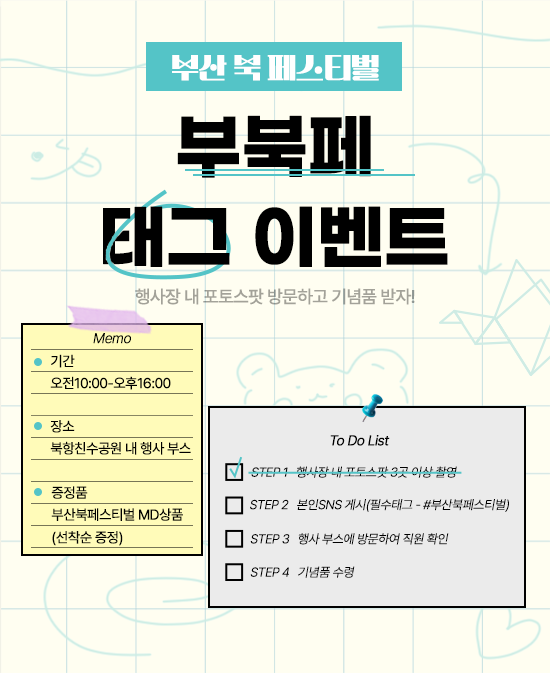 부산 북 페스티벌
부북페
태그 이벤트
행사장 내 포토스팟 방문하고 기념품 받자!
Memo
기간
오전10:00-오후16:00
장소
북항친수공원 내 행사 부스
증정품
부산북페스티벌 MD상품
(선착순 증정)
To Do List
STEP 1 행사장 내 포토스팟 3곳 이상 촬영
STEP 2 본인SNS 게시(필수태그 - #부산북페스티벌)
STEP 3 행사 부스에 방문하여 직원 확인
STEP 4 기념품 수령